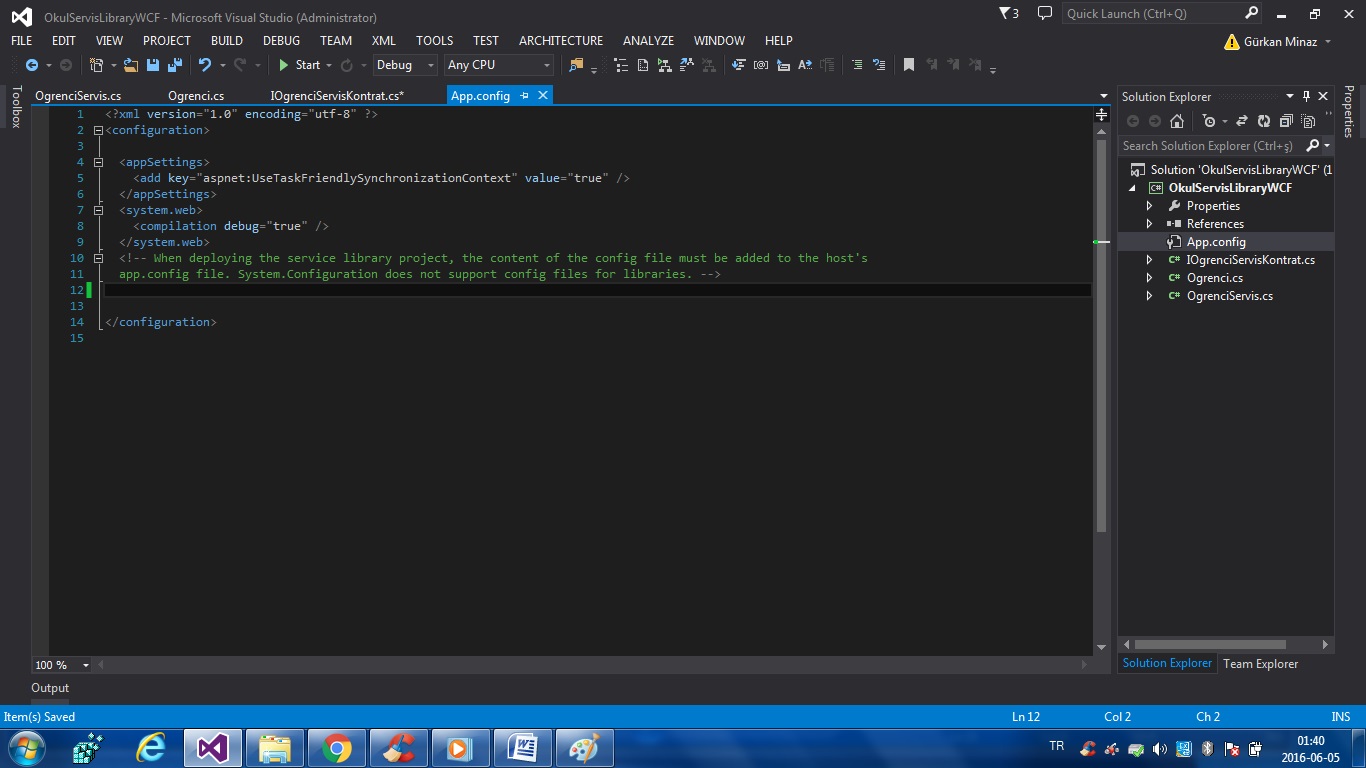 OkulServisLibraryWCF - Microsoft Visual Studio (Administrator)
3
Quick Launch (Ctrl+Q)
FILE EDIT VIEW PROJECT BUILD DEBUG TEAM XML TOOLS TEST ARCHITECTURE ANALYZE WINDOW HELP
Gürkan Minaz
Start Debug Any CPU
Toolbox
OgrenciServis.cs Ogrenci.cs IOgrenciServisKontrat.cs* App.config
1 <?xml version="1.0" encoding="utf-8" ?>
2 <configuration>
3
4 <appSettings>
5 <add key="aspnet:UseTaskFriendlySynchronizationContext" value="true" />
6 </appSettings>
7 <system.web>
8 <compilation debug="true" />
9 </system.web>
10 <!-- When deploying the service library project, the content of the config file must be added to the host's
11 app.config file. System.Configuration does not support config files for libraries. -->
12
13
14 </configuration>
15
100 %
Solution Explorer
Search Solution Explorer (Ctrl+ş)
Solution 'OkulServisLibraryWCF' (1
OkulServisLibraryWCF
Properties
References
App.config
IOgrenciServisKontrat.cs
Ogrenci.cs
OgrenciServis.cs
Solution Explorer Team Explorer
Properties
Output
Item(s) Saved Ln 12 Col 2 Ch 2 INS
TR
01:40
2016-06-05